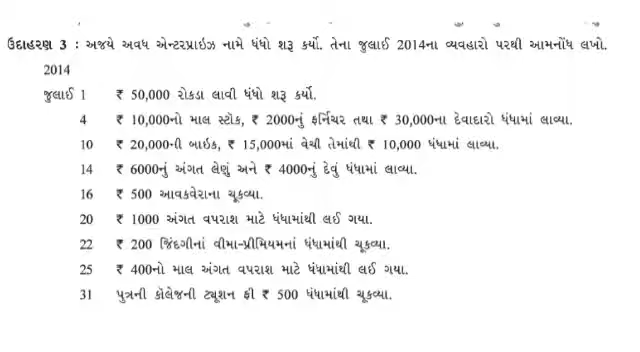 ઉદાહરણ 3 : અજયે અવધ એન્ટરપ્રાઇઝ નામે ધંધો શરૂ કર્યો. તેના જુલાઈ 2014ના વ્યવહારો પરથી આમનોંધ લખો.
2014
જુલાઈ 1 ₹ 50,000 રોકડા લાવી ધંધો શરૂ કર્યો.
4 ₹ 10,000નો માલ સ્ટોક, ₹ 2000નું ફર્નિચર તથા ₹ 30,000ના દેવાદારો ધંધામાં લાવ્યા.
10 ₹ 20,000ની બાઇક, ₹ 15,000માં વેચી તેમાંથી ₹ 10,000 ધંધામાં લાવ્યા.
14 ₹ 6000નું અંગત લેણું અને ₹ 4000નું દેવું ધંધામાં લાવ્યા.
16 ₹ 500 આવકવેરાના ચૂકવ્યા.
20 ₹ 1000 અંગત વપરાશ માટે ધંધામાંથી લઈ ગયા.
22 ₹ 200 જિંદગીનાં વીમા-પ્રીમિયમનાં ધંધામાંથી ચૂકવ્યા.
25 ₹ 400નો માલ અંગત વપરાશ માટે ધંધામાંથી લઈ ગયા.
31 પુત્રની કૉલેજની ટ્યૂશન ફી ₹ 500 ધંધામાંથી ચૂકવ્યા.